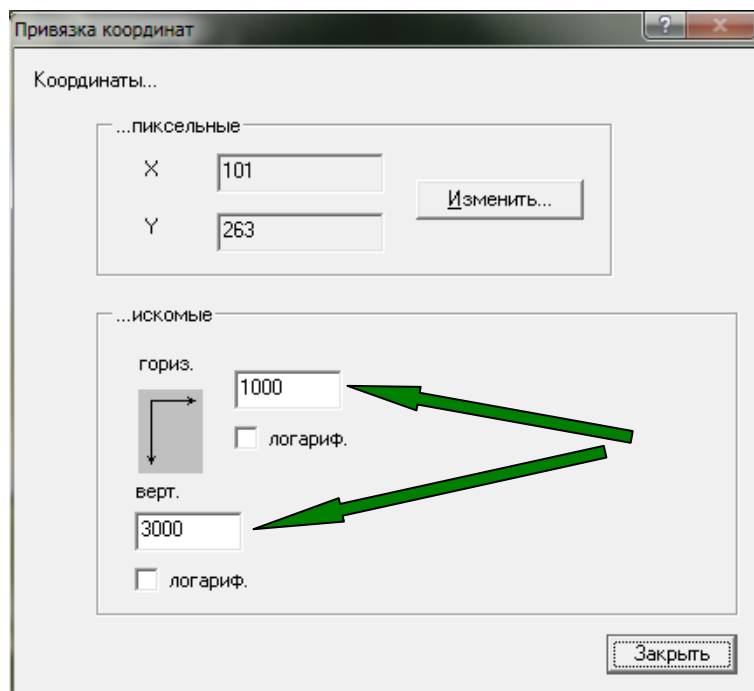 Привязка координат
?
Координаты...
...пиксельные
X 101
Изменить...
Y 263
...искомые
гориз.
1000
логариф.
верт.
3000
логариф.
Закрыть